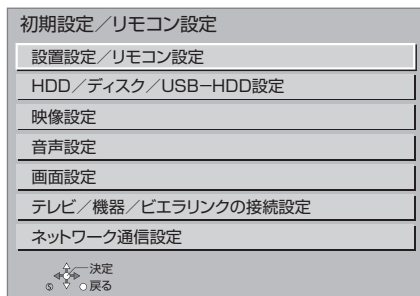 初期設定／リモコン設定
設置設定／リモコン設定
HDD／ディスク／USB－HDD設定
映像設定
音声設定
画面設定
テレビ／機器／ビエラリンクの接続設定
ネットワーク通信設定
決定
Ⓢ 戻る